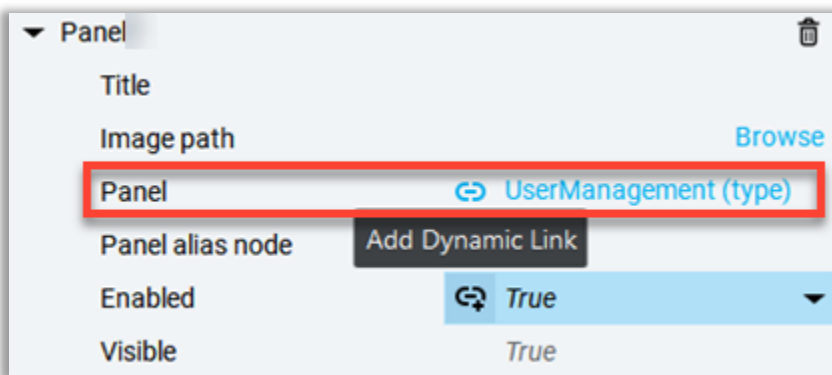 Panel
Title
Image path Browse
Panel UserManagement (type)
Panel alias node
Add Dynamic Link
Enabled True
Visible True